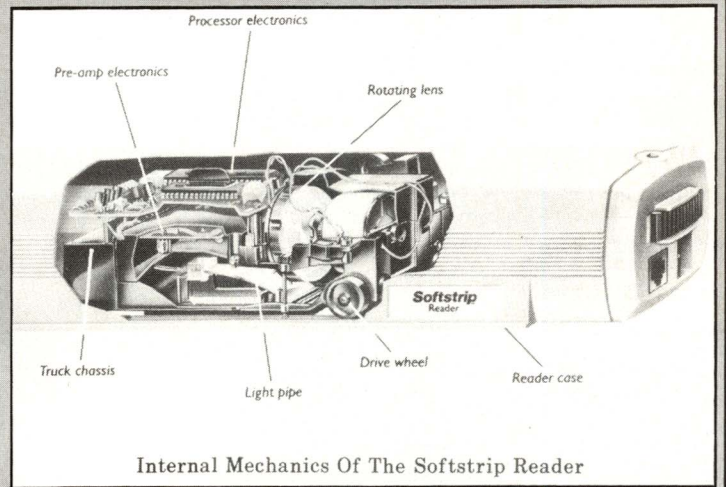 Processor electronics
Pre-amp electronics
Rotating lens
Softstrip
Reader
Truck chassis
Light pipe
Drive wheel
Reader case
Internal Mechanics Of The Softstrip Reader